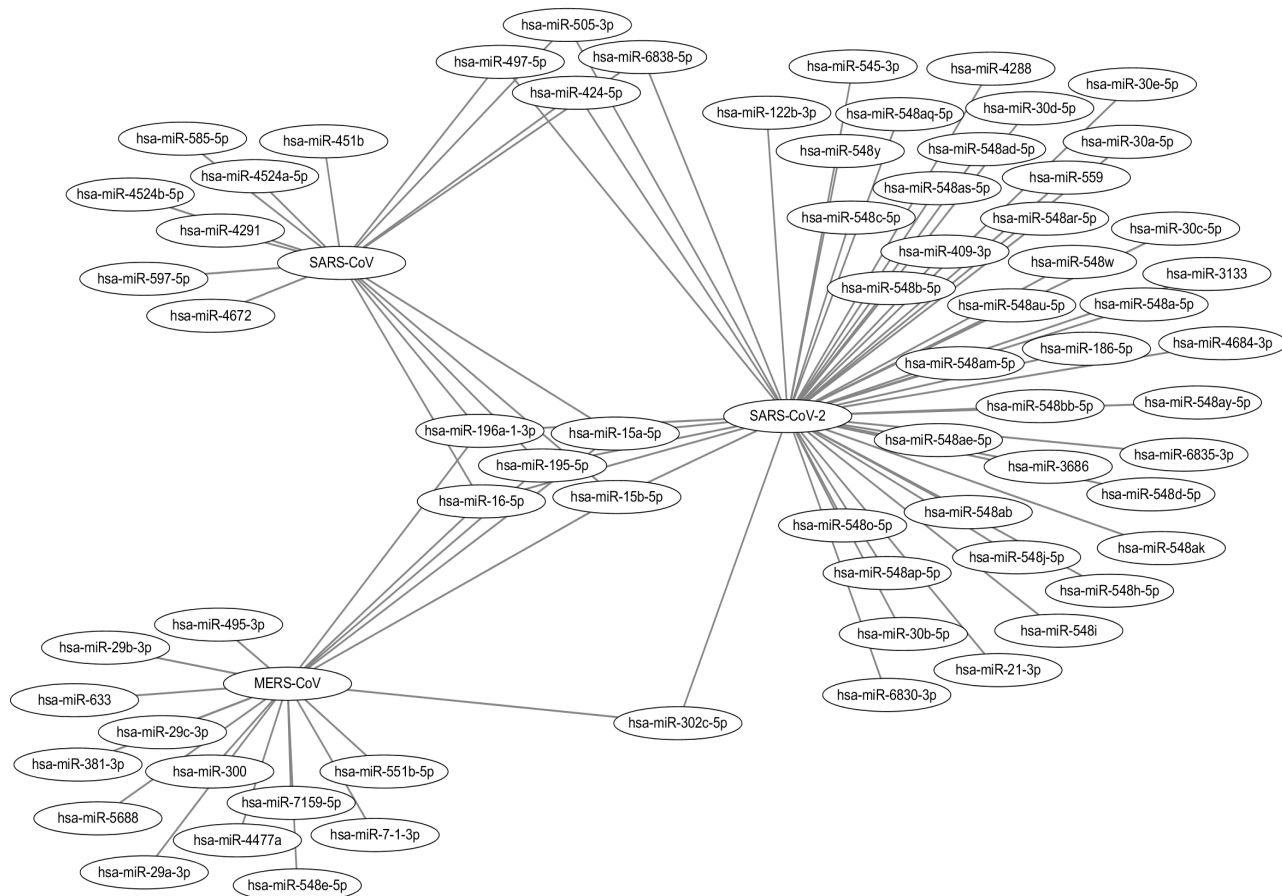 hsa-miR-505-3p
hsa-miR-497-5p
hsa-miR-6838-5p
hsa-miR-424-5p
hsa-miR-545-3p
hsa-miR-4288
hsa-miR-30e-5p
hsa-miR-122b-3p
hsa-miR-548aq-5p
hsa-miR-30d-5p
hsa-miR-585-5p
hsa-miR-451b
hsa-miR-548y
hsa-miR-548ad-5p
hsa-miR-30a-5p
hsa-miR-4524a-5p
hsa-miR-559
hsa-miR-4524b-5p
hsa-miR-548as-5p
hsa-miR-548c-5p
hsa-miR-548ar-5p
hsa-miR-4291
hsa-miR-30c-5p
hsa-miR-409-3p
SARS-CoV
hsa-miR-548w
hsa-miR-597-5p
hsa-miR-3133
hsa-miR-548b-5p
hsa-miR-548au-5p
hsa-miR-548a-5p
hsa-miR-4672
hsa-miR-4684-3p
hsa-miR-186-5p
hsa-miR-548am-5p
hsa-miR-548bb-5p
hsa-miR-548ay-5p
SARS-CoV-2
hsa-miR-196a-1-3p
hsa-miR-15a-5p
hsa-miR-548ae-5p
hsa-miR-6835-3p
hsa-miR-195-5p
hsa-miR-3686
hsa-miR-548d-5p
hsa-miR-16-5p
hsa-miR-15b-5p
hsa-miR-548ab
hsa-miR-548o-5p
hsa-miR-548ak
hsa-miR-548j-5p
hsa-miR-548ap-5p
hsa-miR-548h-5p
hsa-miR-495-3p
hsa-miR-548i
hsa-miR-30b-5p
hsa-miR-29b-3p
hsa-miR-21-3p
MERS-CoV
hsa-miR-6830-3p
hsa-miR-633
hsa-miR-302c-5p
hsa-miR-29c-3p
hsa-miR-381-3p
hsa-miR-300
hsa-miR-551b-5p
hsa-miR-7159-5p
hsa-miR-5688
hsa-miR-7-1-3p
hsa-miR-4477a
hsa-miR-29a-3p
hsa-miR-548e-5p